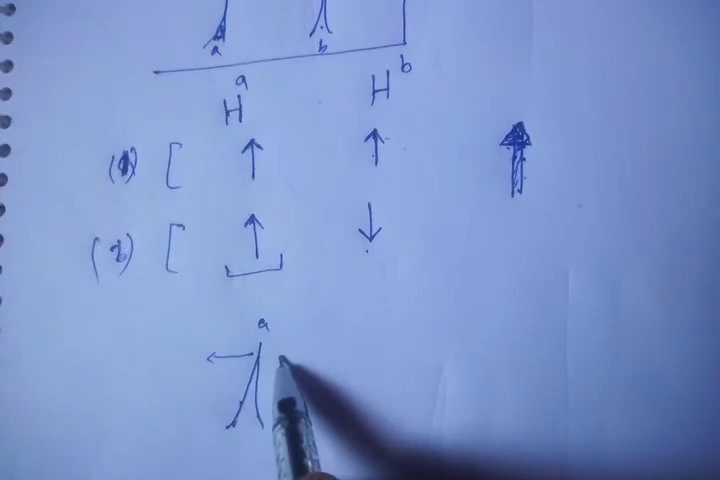 a b
H^a H^b
(1) [ ↑ ↑
(2) [ ↑ ↓
a